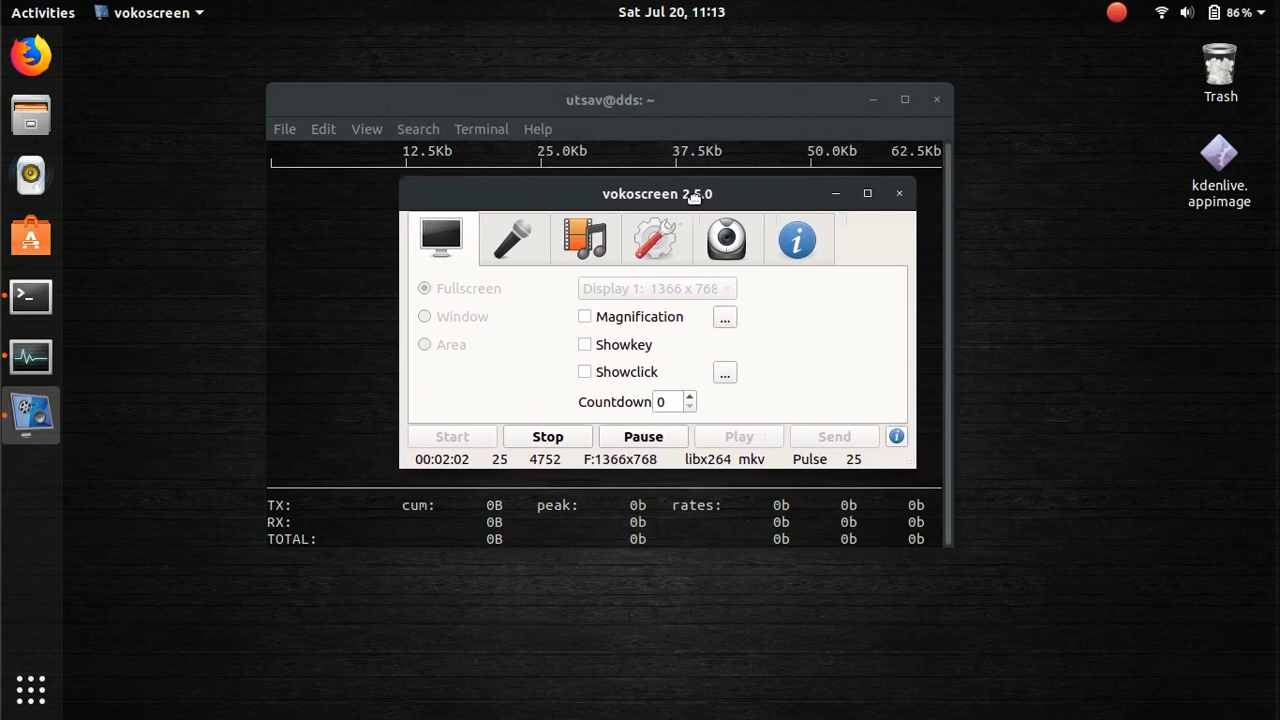 Activities vokoscreen Sat Jul 20, 11:13 86 %
Trash
kdenlive.
appimage
utsav@dds: ~
File Edit View Search Terminal Help
12.5Kb 25.0Kb 37.5Kb 50.0Kb 62.5Kb
vokoscreen 2.5.0
Fullscreen Display 1: 1366 x 768
Window Magnification ...
Area Showkey
Showclick ...
Countdown 0
Start Stop Pause Play Send
00:02:02 25 4752 F:1366x768 libx264 mkv Pulse 25
TX: cum: 0B peak: 0b rates: 0b 0b 0b
RX: 0B 0b 0b 0b 0b
TOTAL: 0B 0b 0b 0b 0b